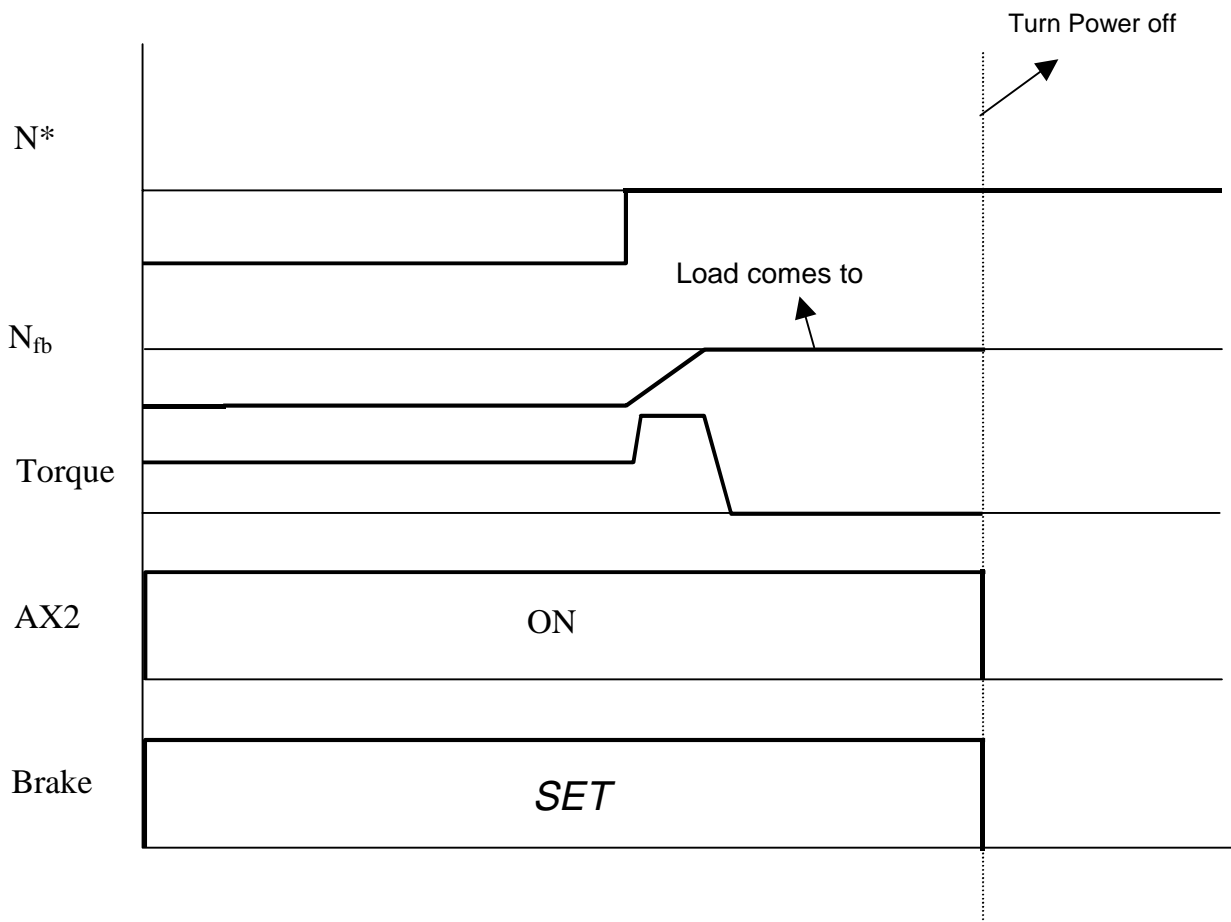 Turn Power off
N*
Load comes to
Nfb
Torque
AX2
ON
Brake
SET